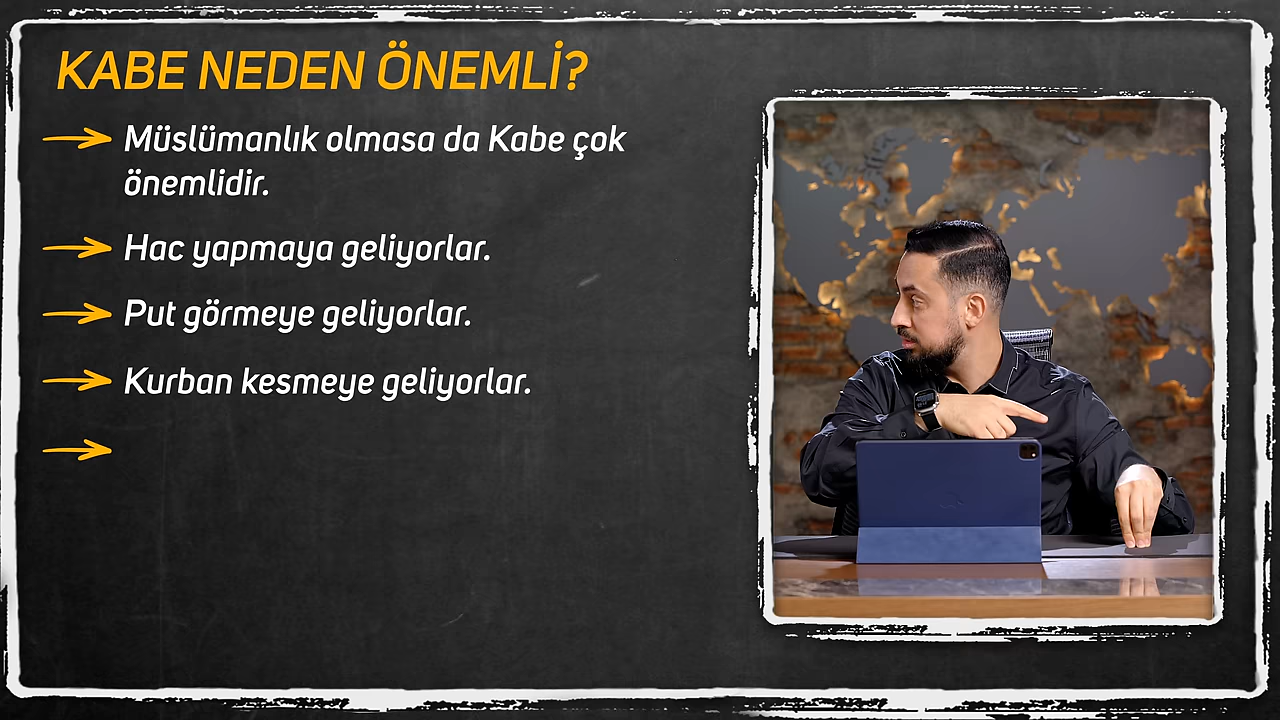 KABE NEDEN ÖNEMLİ?
Müslümanlık olmasa da Kabe çok
önemlidir.
Hac yapmaya geliyorlar.
Put görmeye geliyorlar.
Kurban kesmeye geliyorlar.